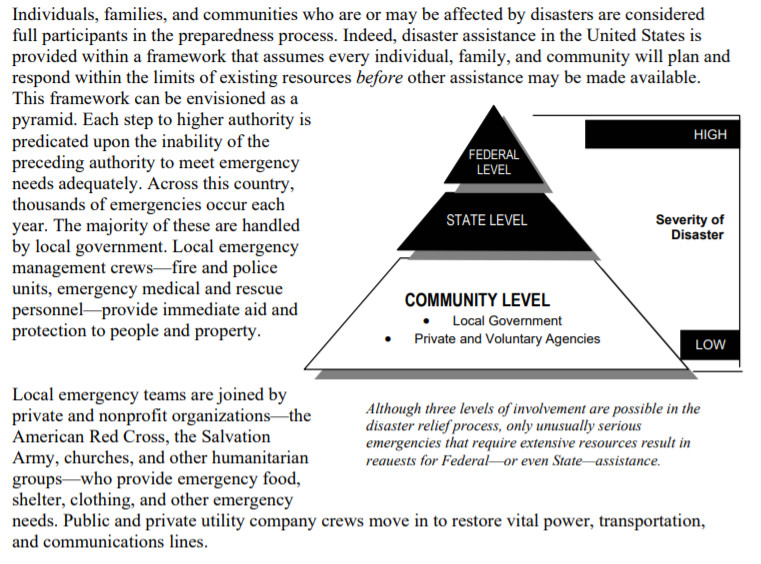 Individuals, families, and communities who are or may be affected by disasters are considered
full participants in the preparedness process. Indeed, disaster assistance in the United States is
provided within a framework that assumes every individual, family, and community will plan and
respond within the limits of existing resources before other assistance may be made available.
This framework can be envisioned as a
pyramid. Each step to higher authority is
predicated upon the inability of the
preceding authority to meet emergency
needs adequately. Across this country,
thousands of emergencies occur each
year. The majority of these are handled
by local government. Local emergency
management crews—fire and police
units, emergency medical and rescue
personnel—provide immediate aid and
protection to people and property.
FEDERAL
LEVEL
STATE LEVEL
COMMUNITY LEVEL
• Local Government
• Private and Voluntary Agencies
HIGH
Severity of
Disaster
LOW
Although three levels of involvement are possible in the
disaster relief process, only unusually serious
emergencies that require extensive resources result in
requests for Federal—or even State—assistance.
Local emergency teams are joined by
private and nonprofit organizations—the
American Red Cross, the Salvation
Army, churches, and other humanitarian
groups—who provide emergency food,
shelter, clothing, and other emergency
needs. Public and private utility company crews move in to restore vital power, transportation,
and communications lines.